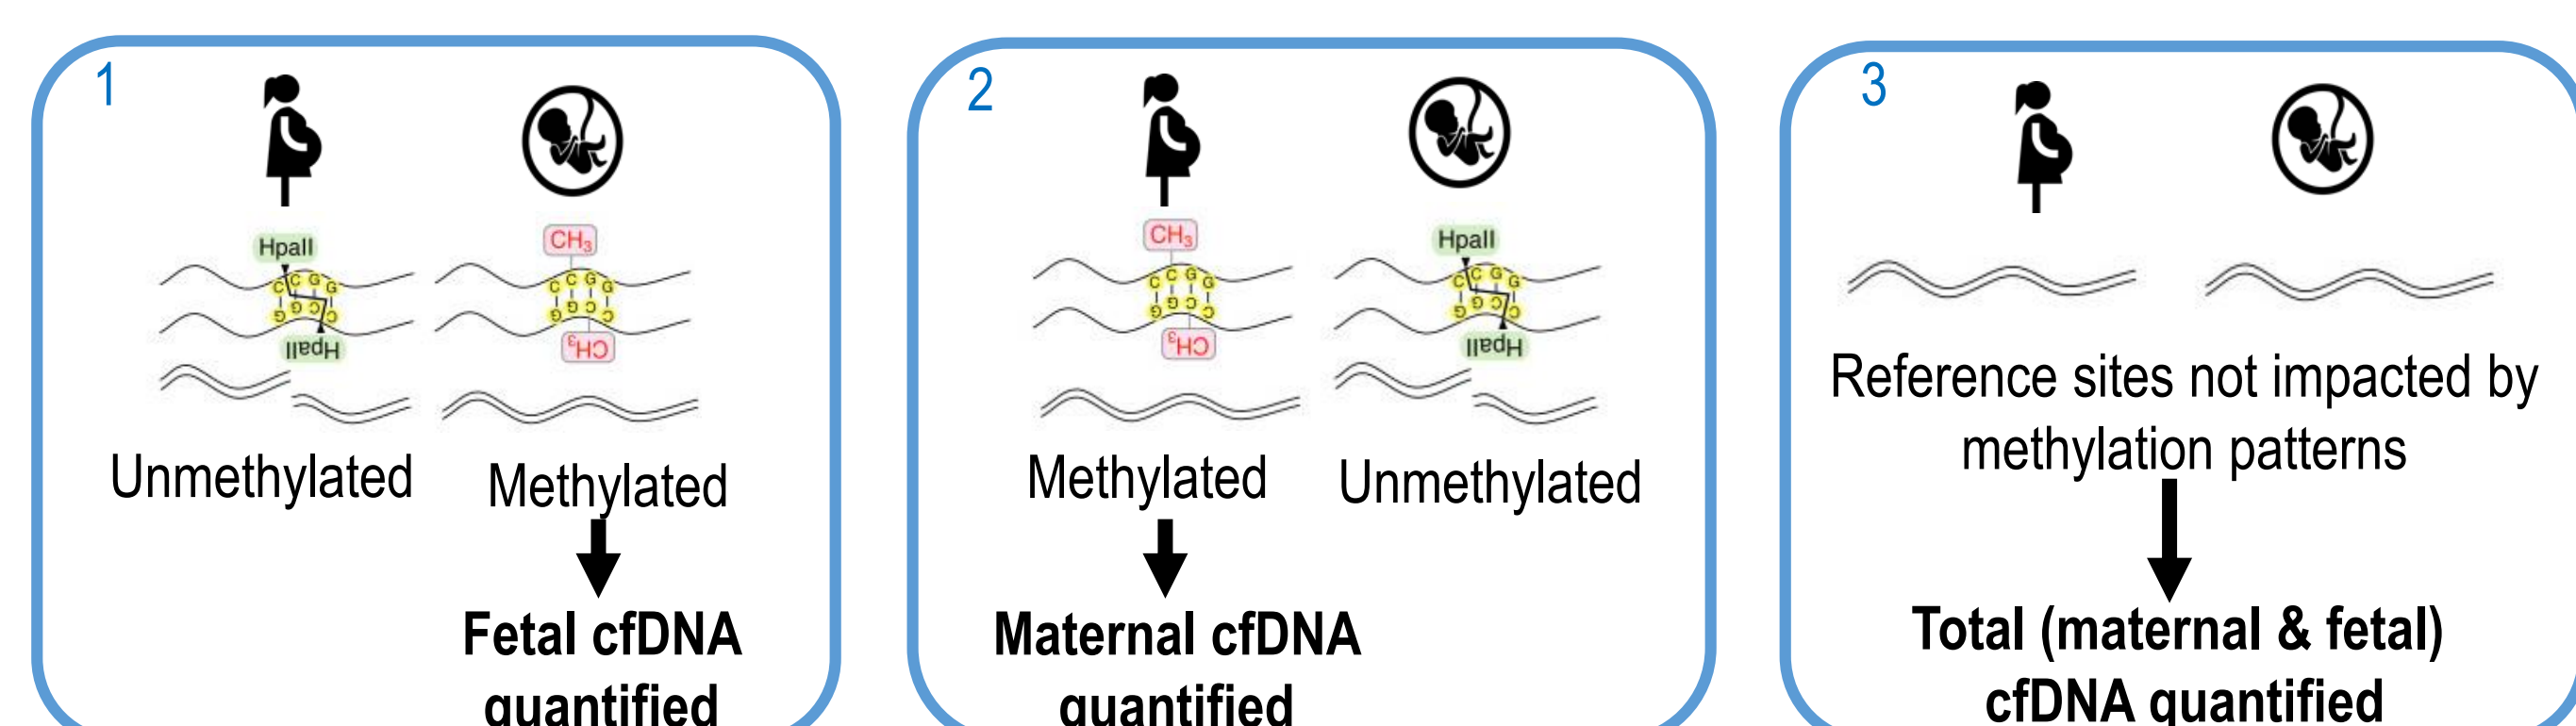 1
HpaII
CH3
C C G G
C C G G
G G C C
G G C C
HpaII
CH3
Unmethylated
Methylated
Fetal cfDNA
quantified
2
CH3
HpaII
C C G G
C C G G
G G C C
G G C C
CH3
HpaII
Methylated
Unmethylated
Maternal cfDNA
quantified
3
Reference sites not impacted by
methylation patterns
Total (maternal & fetal)
cfDNA quantified